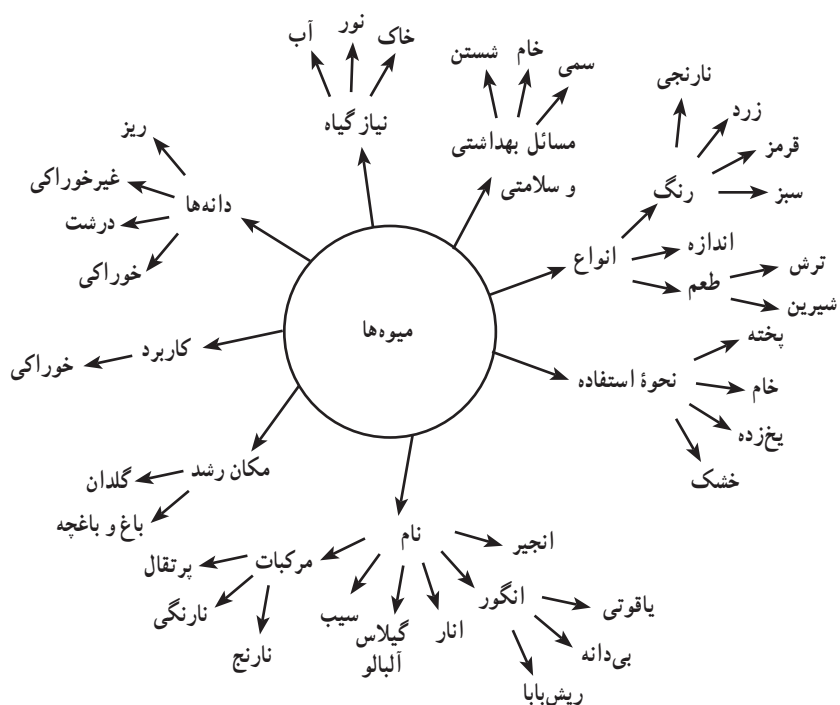 میوه‌ها
نیاز گیاه
خاک
نور
آب
مسائل بهداشتی
و سلامتی
سمی
خام
شستن
انواع
رنگ
نارنجی
زرد
قرمز
سبز
اندازه
طعم
ترش
شیرین
نحوهٔ استفاده
پخته
خام
یخ‌زده
خشک
نام
انجیر
انگور
یاقوتی
بی‌دانه
ریش‌بابا
انار
گیلاس
آلبالو
سیب
مرکبات
پرتقال
نارنگی
نارنج
مکان رشد
گلدان
باغ و باغچه
کاربرد
خوراکی
دانه‌ها
ریز
غیرخوراکی
درشت
خوراکی